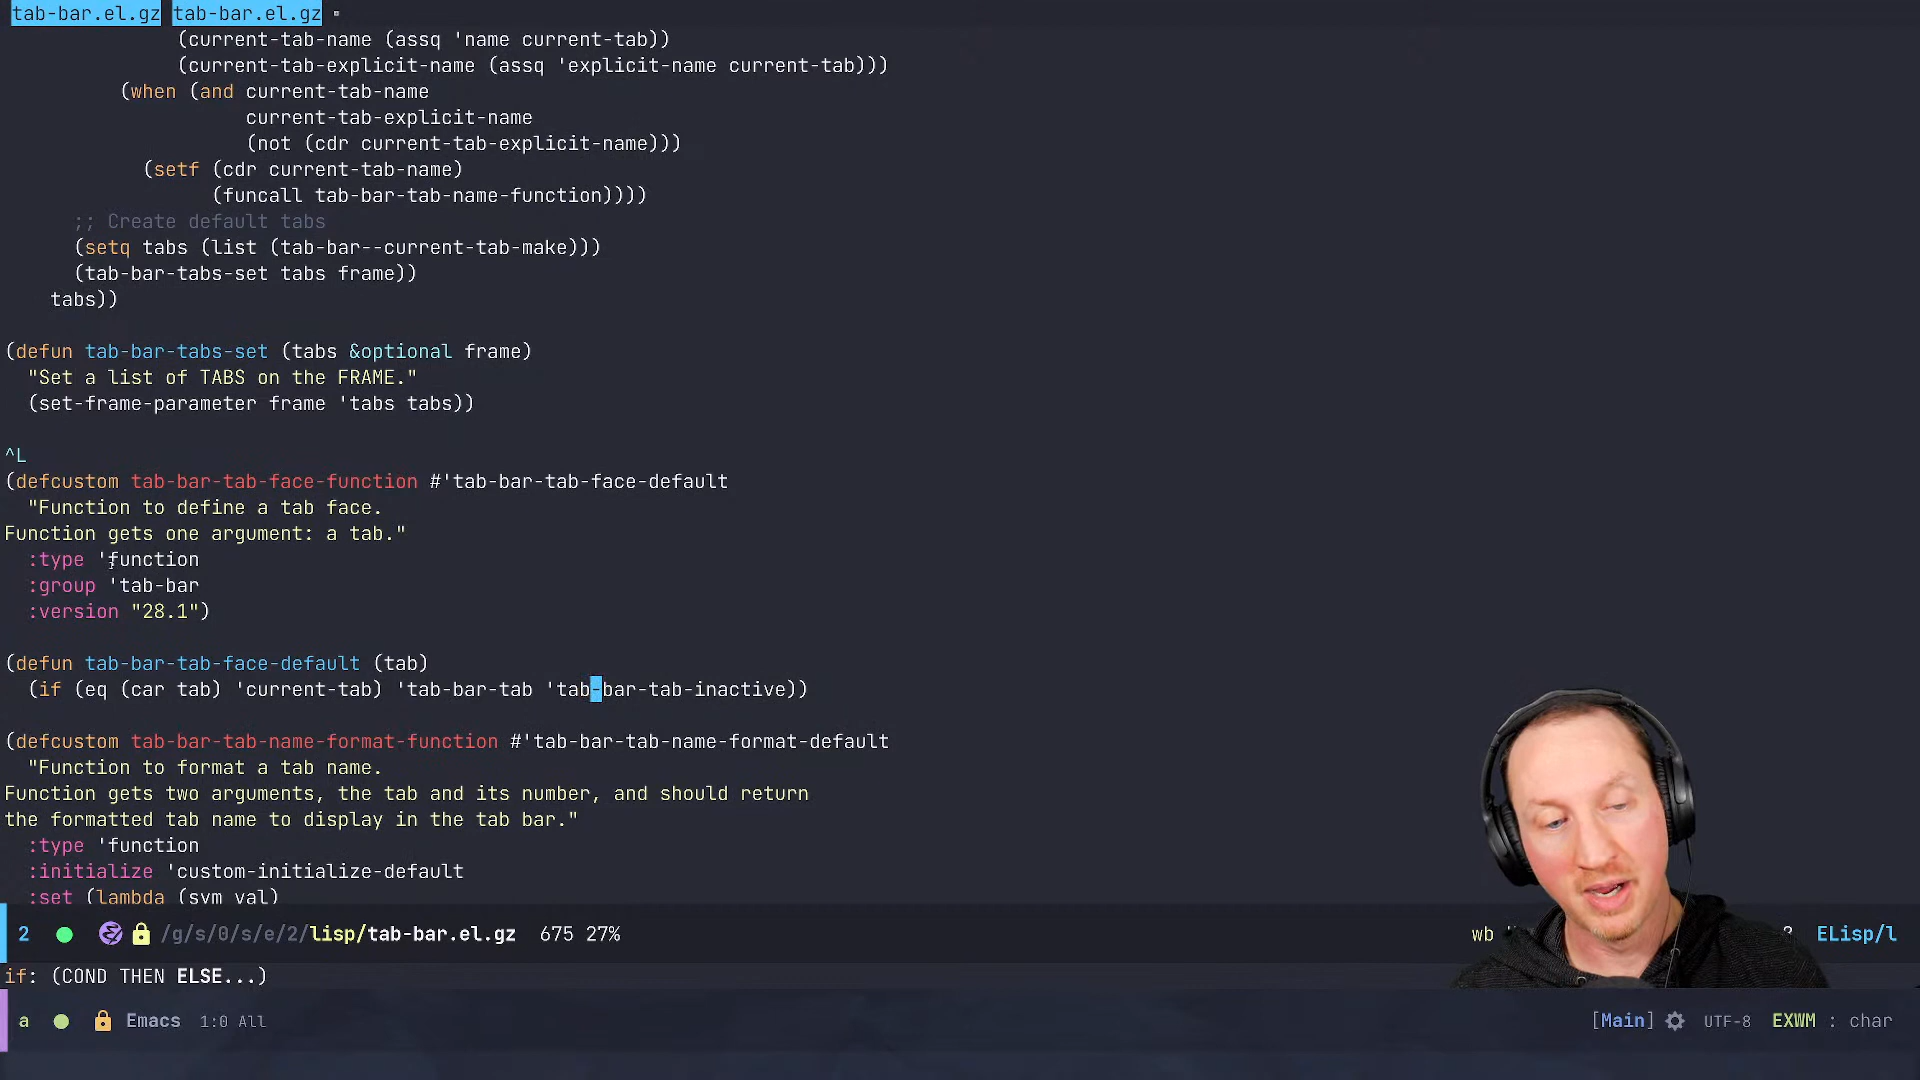 tab-bar.el.gz tab-bar.el.gz
(current-tab-name (assq 'name current-tab))
(current-tab-explicit-name (assq 'explicit-name current-tab)))
(when (and current-tab-name
current-tab-explicit-name
(not (cdr current-tab-explicit-name)))
(setf (cdr current-tab-name)
(funcall tab-bar-tab-name-function))))
;; Create default tabs
(setq tabs (list (tab-bar--current-tab-make)))
(tab-bar-tabs-set tabs frame))
tabs))
(defun tab-bar-tabs-set (tabs &optional frame)
"Set a list of TABS on the FRAME."
(set-frame-parameter frame 'tabs tabs))
^L
(defcustom tab-bar-tab-face-function #'tab-bar-tab-face-default
"Function to define a tab face.
Function gets one argument: a tab."
:type 'function
:group 'tab-bar
:version "28.1")
(defun tab-bar-tab-face-default (tab)
(if (eq (car tab) 'current-tab) 'tab-bar-tab 'tab-bar-tab-inactive))
(defcustom tab-bar-tab-name-format-function #'tab-bar-tab-name-format-default
"Function to format a tab name.
Function gets two arguments, the tab and its number, and should return
the formatted tab name to display in the tab bar."
:type 'function
:initialize 'custom-initialize-default
:set (lambda (sym val)
2 /g/s/0/s/e/2/lisp/tab-bar.el.gz 675 27% wb ELisp/l
if: (COND THEN ELSE...)
a Emacs 1:0 All [Main] UTF-8 EXWM : char